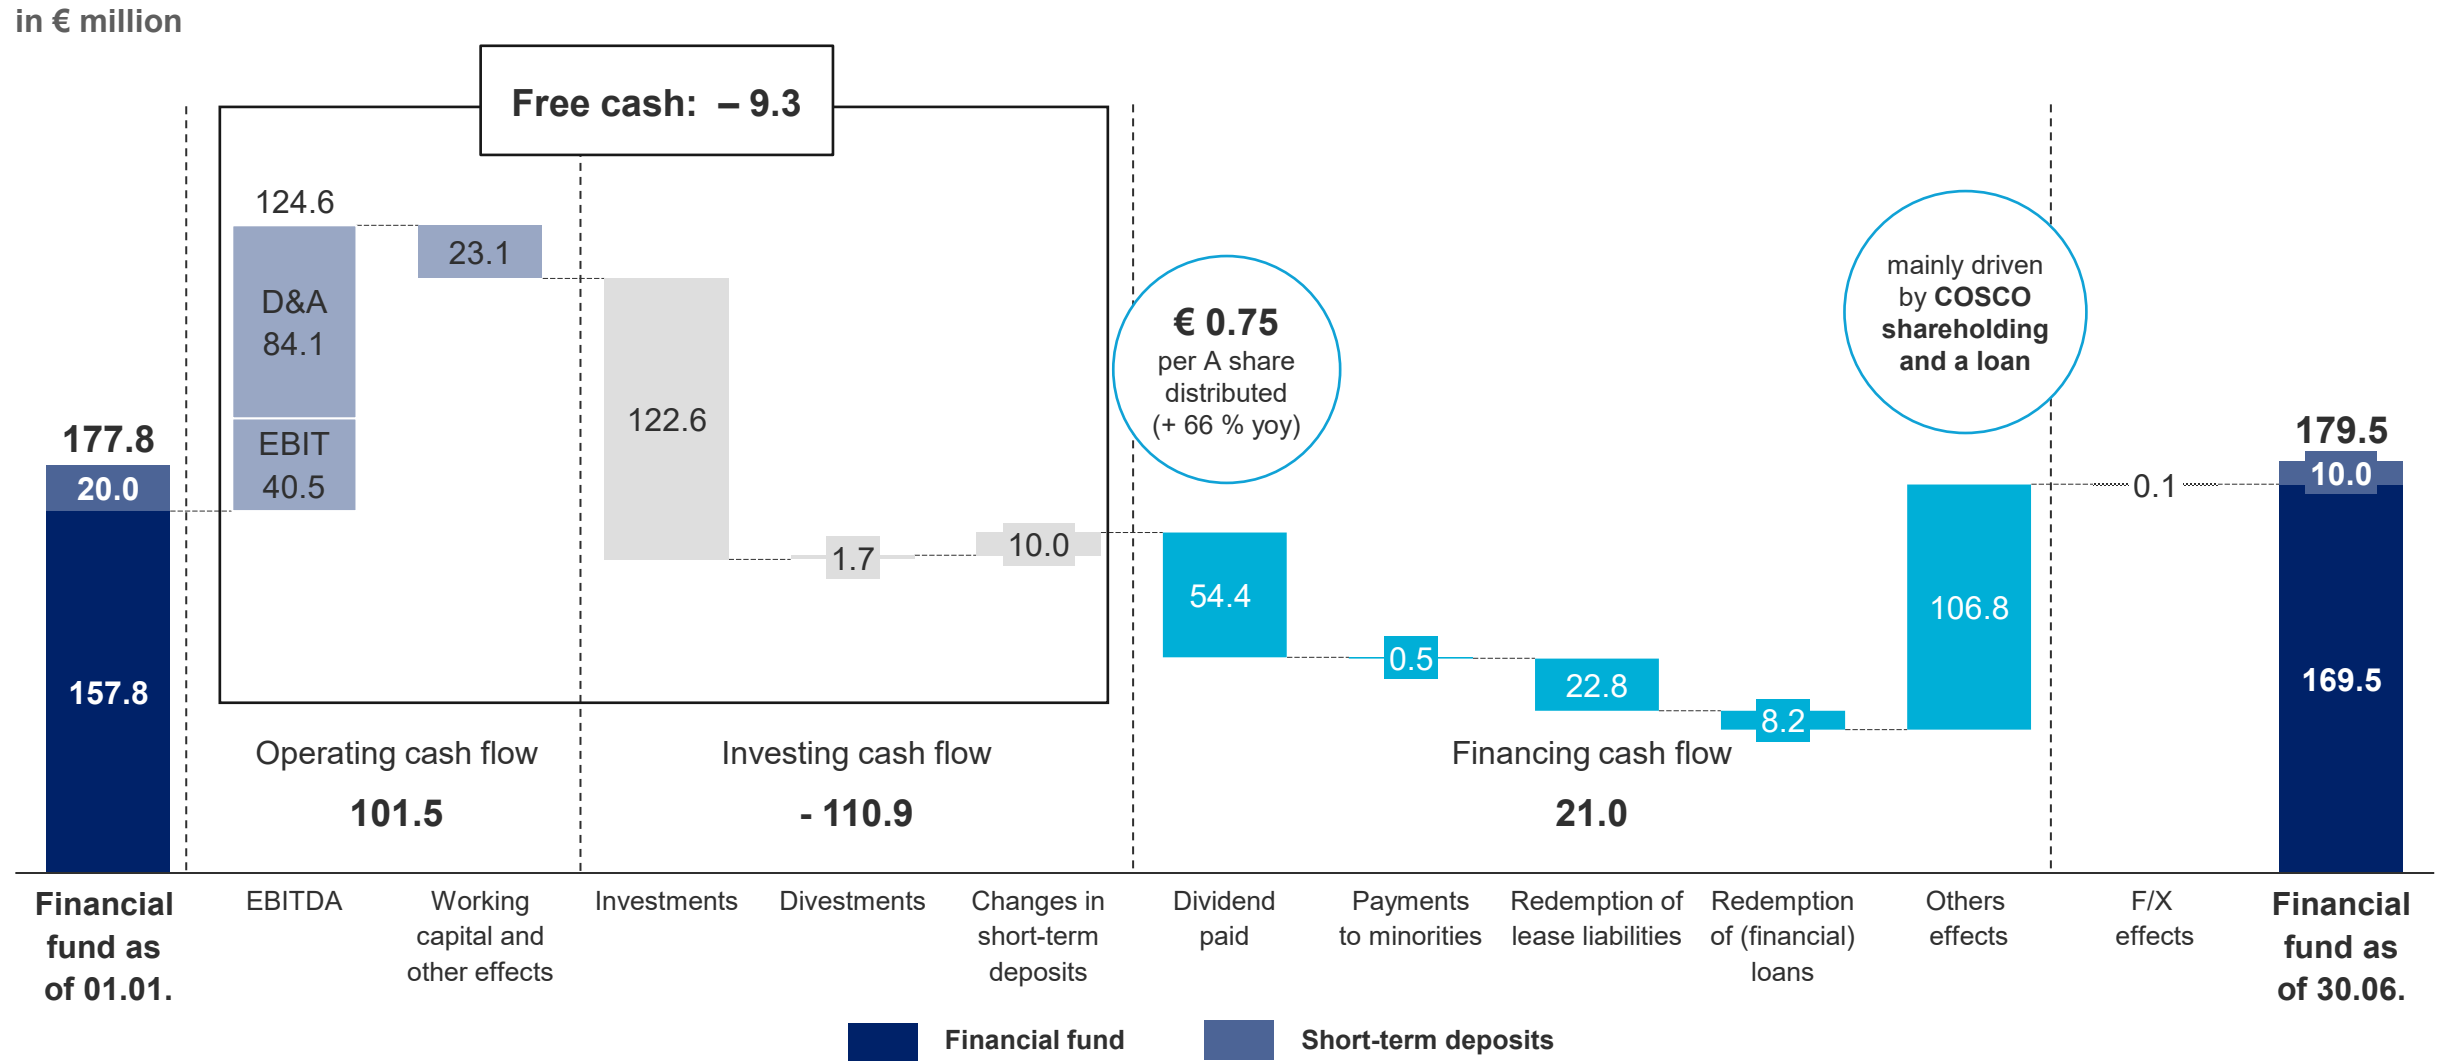 in € million
Free cash: – 9.3
124.6
D&A
84.1
EBIT
40.5
23.1
122.6
1.7
10.0
€ 0.75
per A share
distributed
(+ 66 % yoy)
mainly driven
by COSCO
shareholding
and a loan
177.8
20.0
157.8
54.4
0.5
22.8
8.2
106.8
0.1
179.5
10.0
169.5
Operating cash flow
101.5
Investing cash flow
- 110.9
Financing cash flow
21.0
Financial
fund as
of 01.01.
EBITDA
Working
capital and
other effects
Investments
Divestments
Changes in
short-term
deposits
Dividend
paid
Payments
to minorities
Redemption of
lease liabilities
Redemption
of (financial)
loans
Others
effects
F/X
effects
Financial
fund as
of 30.06.
Financial fund
Short-term deposits